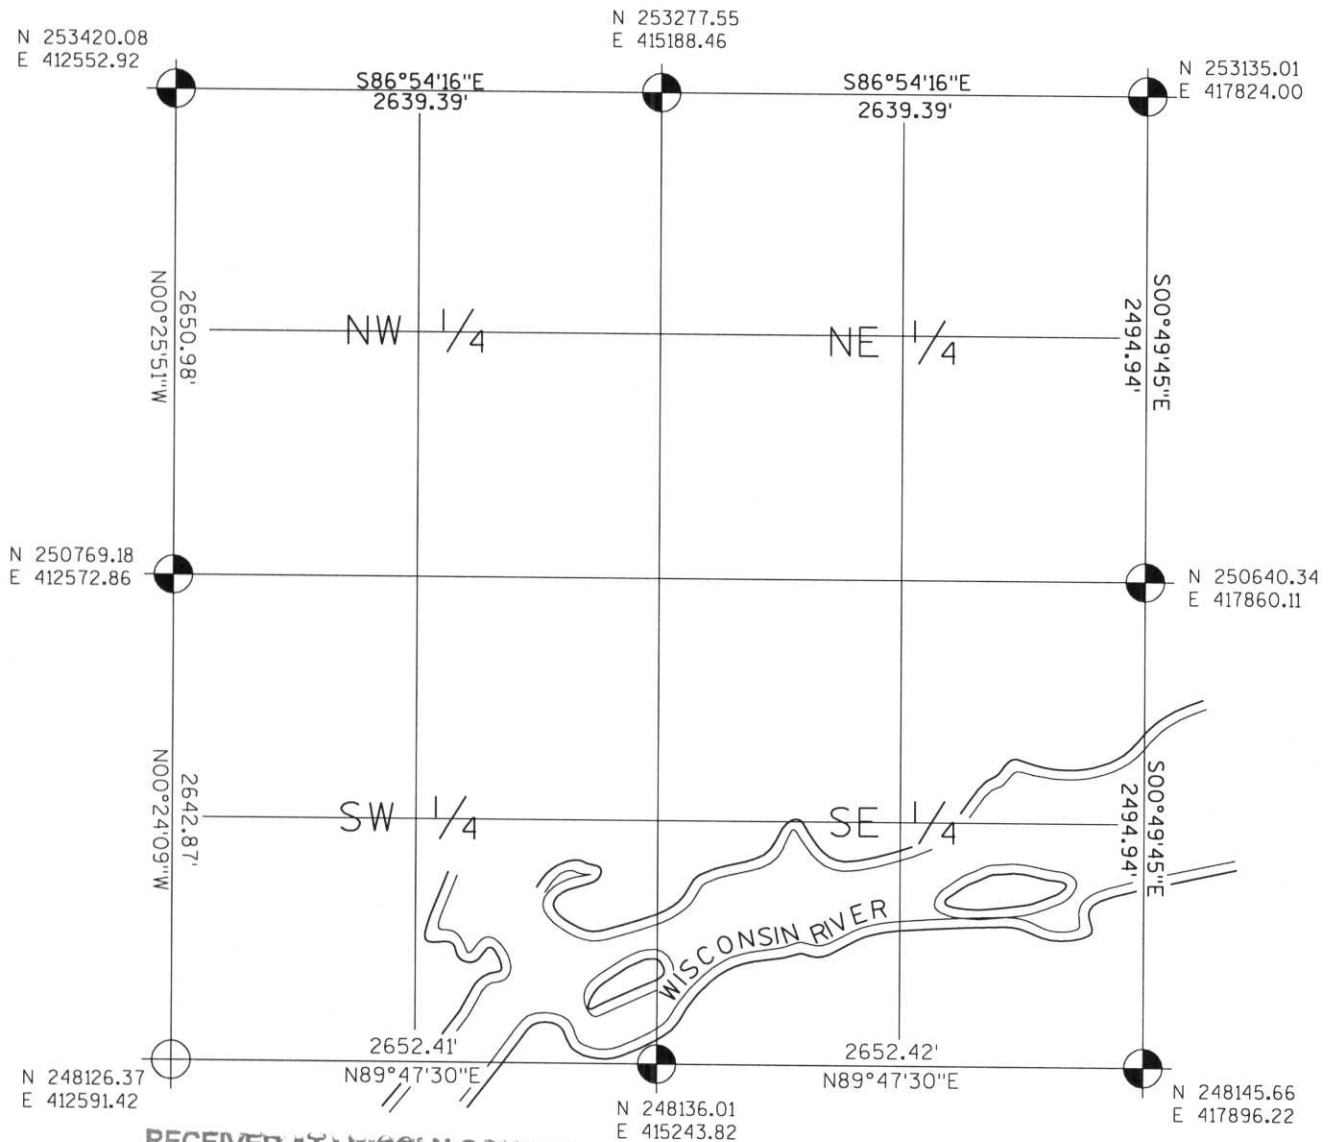 N 253277.55
E 415188.46
N 253420.08
E 412552.92
N 253135.01
E 417824.00
S86°54'16"E
2639.39'
S86°54'16"E
2639.39'
2650.98'
N00°25'51"W
NW 1/4
NE 1/4
S00°49'45"E
2494.94'
N 250769.18
E 412572.86
N 250640.34
E 417860.11
2642.87'
N00°24'09"W
SW 1/4
SE 1/4
S00°49'45"E
2494.94'
WISCONSIN RIVER
2652.41'
N89°47'30"E
2652.42'
N89°47'30"E
N 248126.37
E 412591.42
N 248136.01
E 415243.82
N 248145.66
E 417896.22
RECEIVED